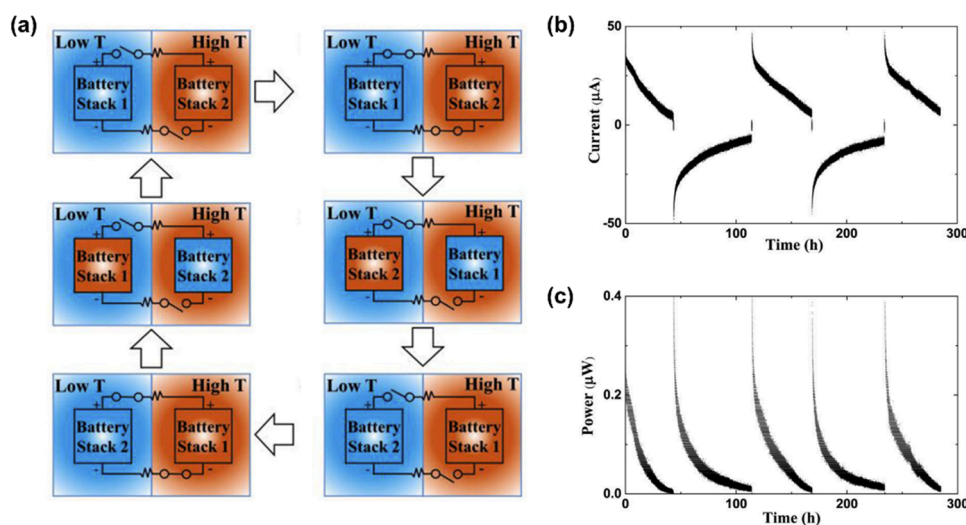 (a)
Low T High T
+ +
Battery Stack 1 Battery Stack 2
- -
Low T High T
+ +
Battery Stack 1 Battery Stack 2
- -
Low T High T
+ +
Battery Stack 1 Battery Stack 2
- -
Low T High T
+ +
Battery Stack 2 Battery Stack 1
- -
Low T High T
+ +
Battery Stack 2 Battery Stack 1
- -
Low T High T
+ +
Battery Stack 2 Battery Stack 1
- -
(b)
Current (μA)
50
0
-50
0 100 200 300
Time (h)
(c)
Power (μW)
0.4
0.2
0.0
0 100 200 300
Time (h)